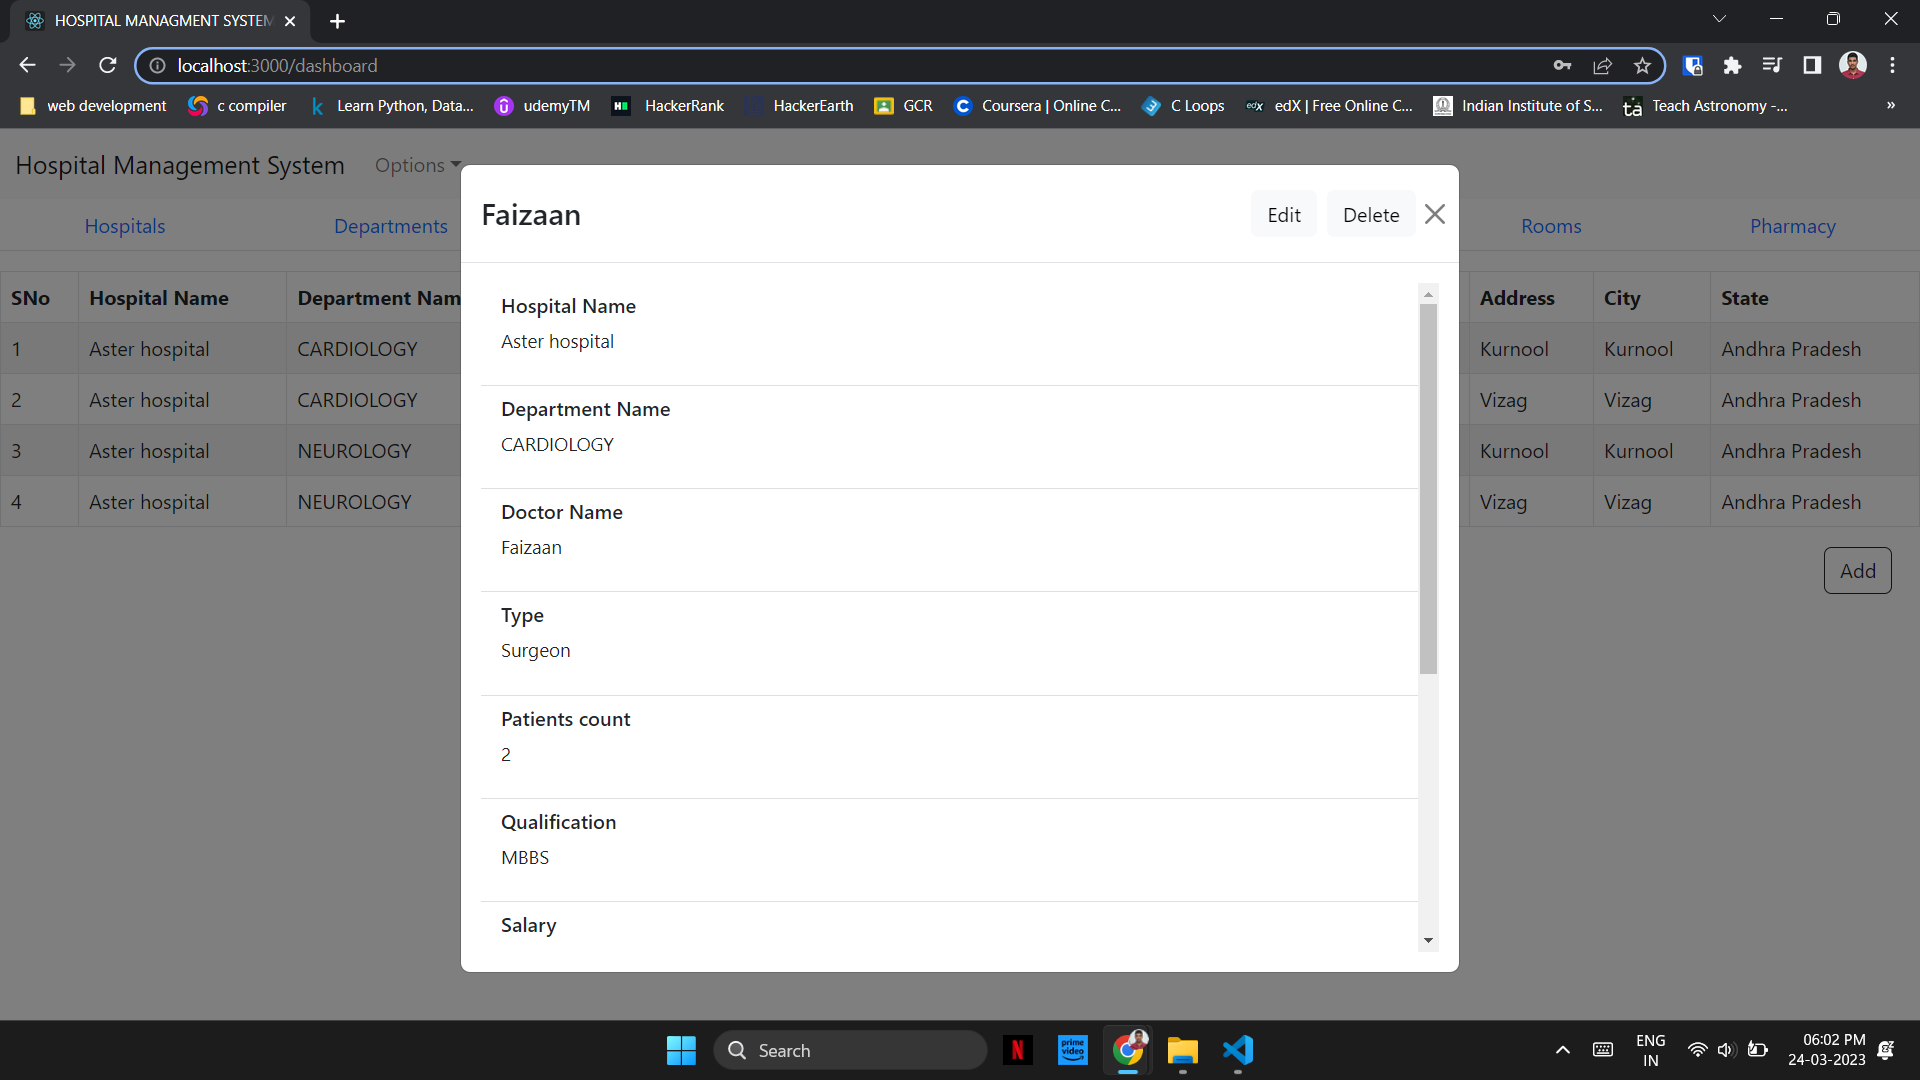 HOSPITAL MANAGMENT SYSTEM
localhost:3000/dashboard
web development
c compiler
Learn Python, Data...
udemyTM
HackerRank
HackerEarth
GCR
Coursera | Online C...
C Loops
edX | Free Online C...
Indian Institute of S...
Teach Astronomy -...
»
Hospital Management System
Options
Hospitals
Departments
Rooms
Pharmacy
SNo Hospital Name Department Nam Address City State
1 Aster hospital CARDIOLOGY Kurnool Kurnool Andhra Pradesh
2 Aster hospital CARDIOLOGY Vizag Vizag Andhra Pradesh
3 Aster hospital NEUROLOGY Kurnool Kurnool Andhra Pradesh
4 Aster hospital NEUROLOGY Vizag Vizag Andhra Pradesh
Add
Faizaan
Edit
Delete
Hospital Name
Aster hospital
Department Name
CARDIOLOGY
Doctor Name
Faizaan
Type
Surgeon
Patients count
2
Qualification
MBBS
Salary
Search
prime
video
ENG
IN
06:02 PM
24-03-2023